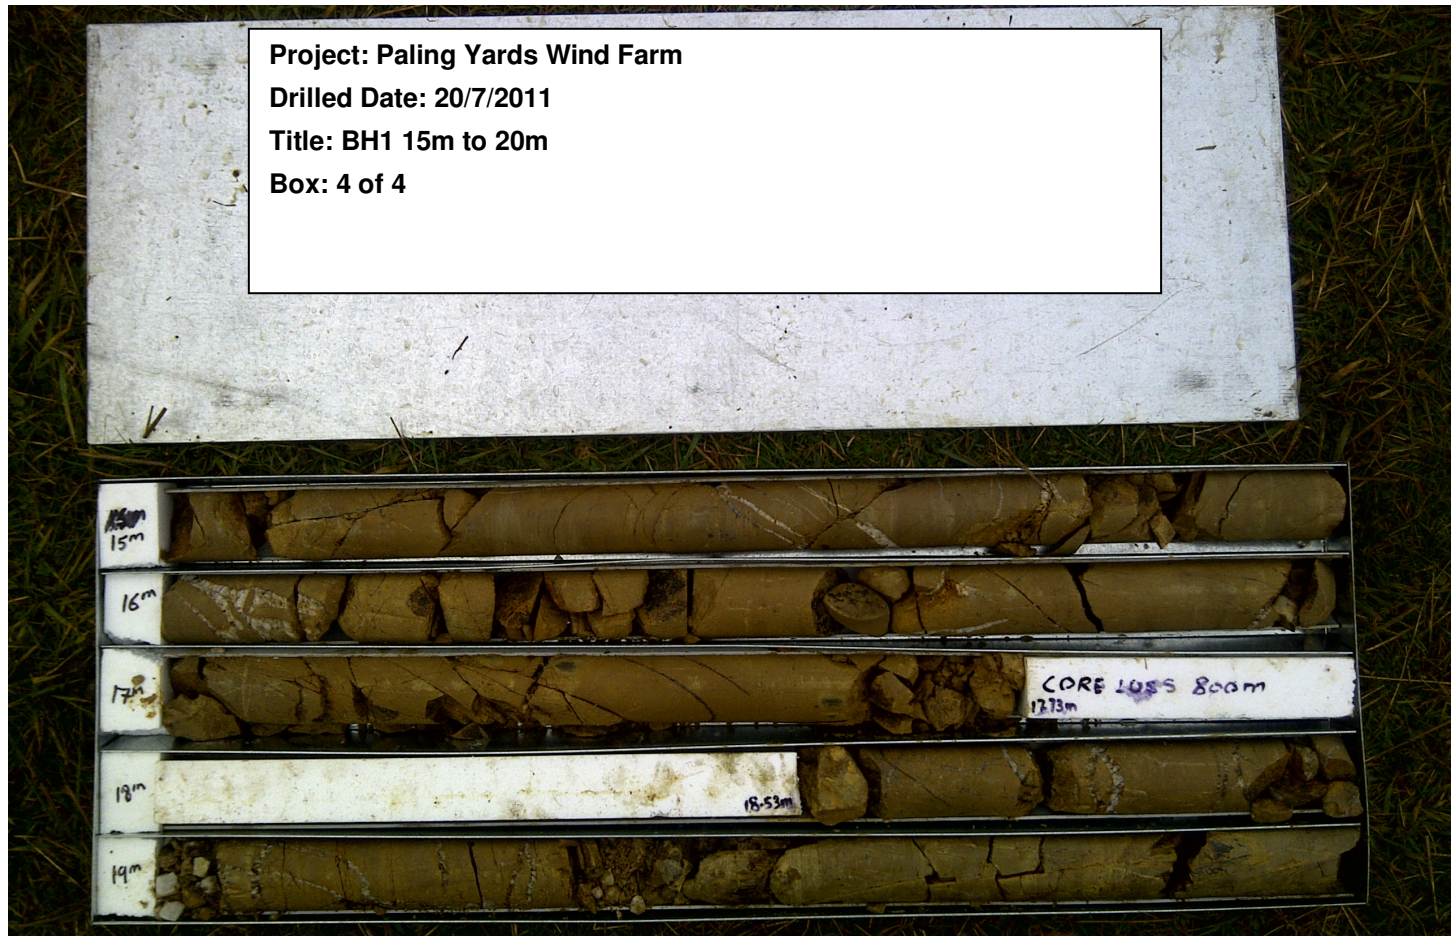 Project: Paling Yards Wind Farm
Drilled Date: 20/7/2011
Title: BH1 15m to 20m
Box: 4 of 4
15m
16m
17m
CORE LOSS 800m
17.73m
18m
18.53m
19m